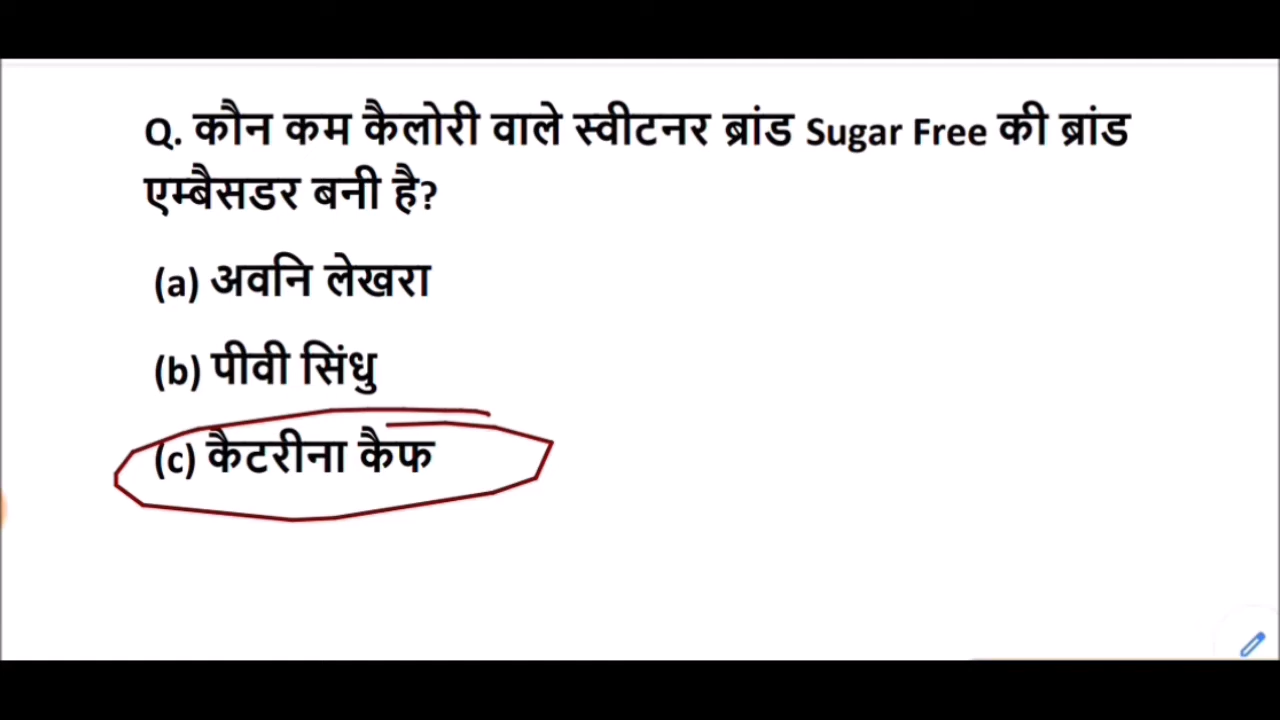 Q. कौन कम कैलोरी वाले स्वीटनर ब्रांड Sugar Free की ब्रांड
एम्बैसडर बनी है?
(a) अवनि लेखरा
(b) पीवी सिंधु
(c) कैटरीना कैफ